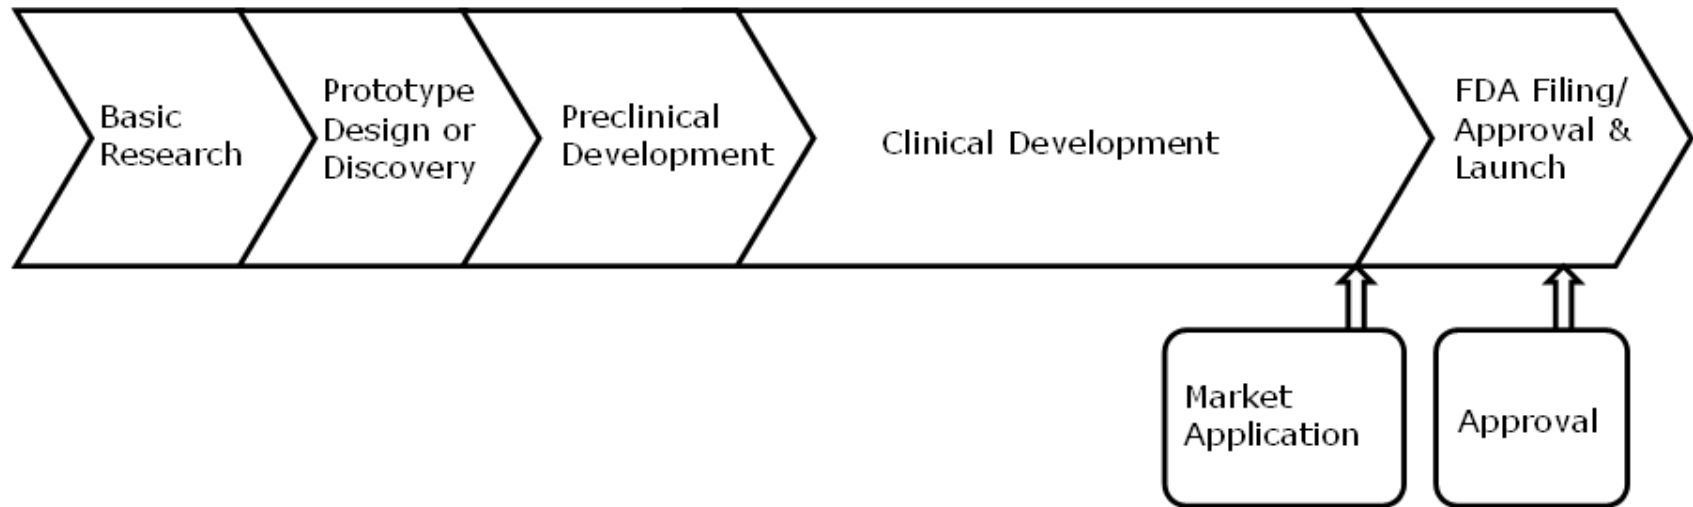 Basic
Research
Prototype
Design or
Discovery
Preclinical
Development
Clinical Development
FDA Filing/
Approval &
Launch
Market
Application
Approval